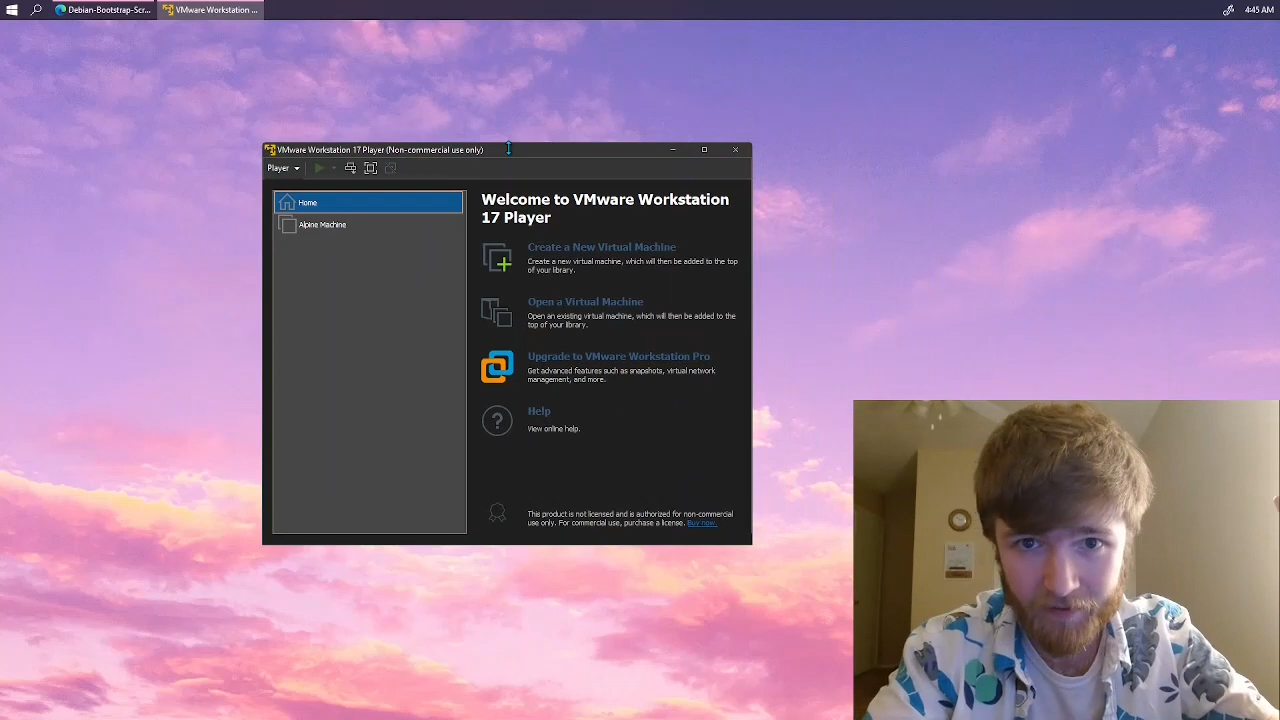 Debian-Bootstrap-Scr...
VMware Workstation ...
4:45 AM
VMware Workstation 17 Player (Non-commercial use only)
Player
Home
Alpine Machine
Welcome to VMware Workstation
17 Player
Create a New Virtual Machine
Create a new virtual machine, which will then be added to the top
of your library.
Open a Virtual Machine
Open an existing virtual machine, which will then be added to the
top of your library.
Upgrade to VMware Workstation Pro
Get advanced features such as snapshots, virtual network
management, and more.
?
Help
View online help.
This product is not licensed and is authorized for non-commercial
use only. For commercial use, purchase a license. Buy now.